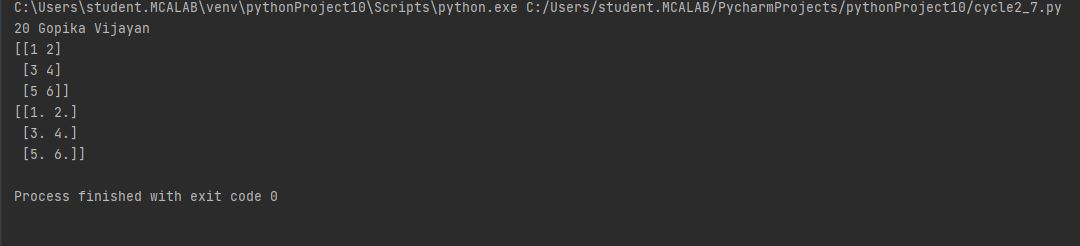 C:\Users\student.MCALAB\venv\pythonProject10\Scripts\python.exe C:/Users/student.MCALAB/PycharmProjects/pythonProject10/cycle2_7.py
20 Gopika Vijayan
[[1 2]
 [3 4]
 [5 6]]
[[1. 2.]
 [3. 4.]
 [5. 6.]]
Process finished with exit code 0